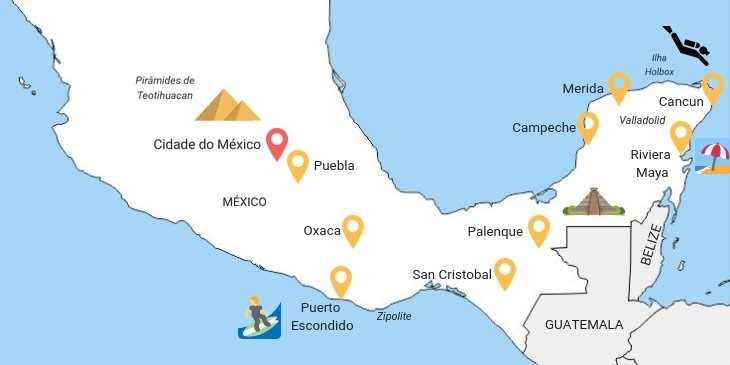 Pirâmides de
Teotihuacan
Cidade do México
Puebla
MÉXICO
Oxaca
Puerto
Escondido
Zipolite
Palenque
San Cristobal
Merida
Campeche
Valladolid
Ilha
Holbox
Cancun
Riviera
Maya
BELIZE
GUATEMALA